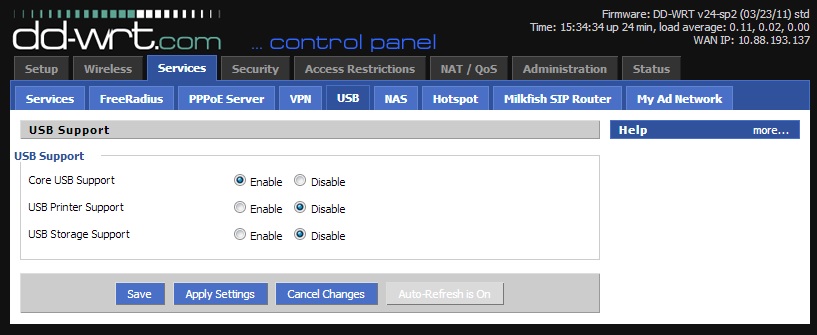 Firmware: DD-WRT v24-sp2 (03/23/11) std
Time: 15:34:34 up 24 min, load average: 0.11, 0.02, 0.00
WAN IP: 10.88.193.137
dd-wrt.com ... control panel
Setup Wireless Services Security Access Restrictions NAT / QoS Administration Status
Services FreeRadius PPPoE Server VPN USB NAS Hotspot Milkfish SIP Router My Ad Network
USB Support
Help more...
USB Support
Core USB Support Enable Disable
USB Printer Support Enable Disable
USB Storage Support Enable Disable
Save Apply Settings Cancel Changes Auto-Refresh is On